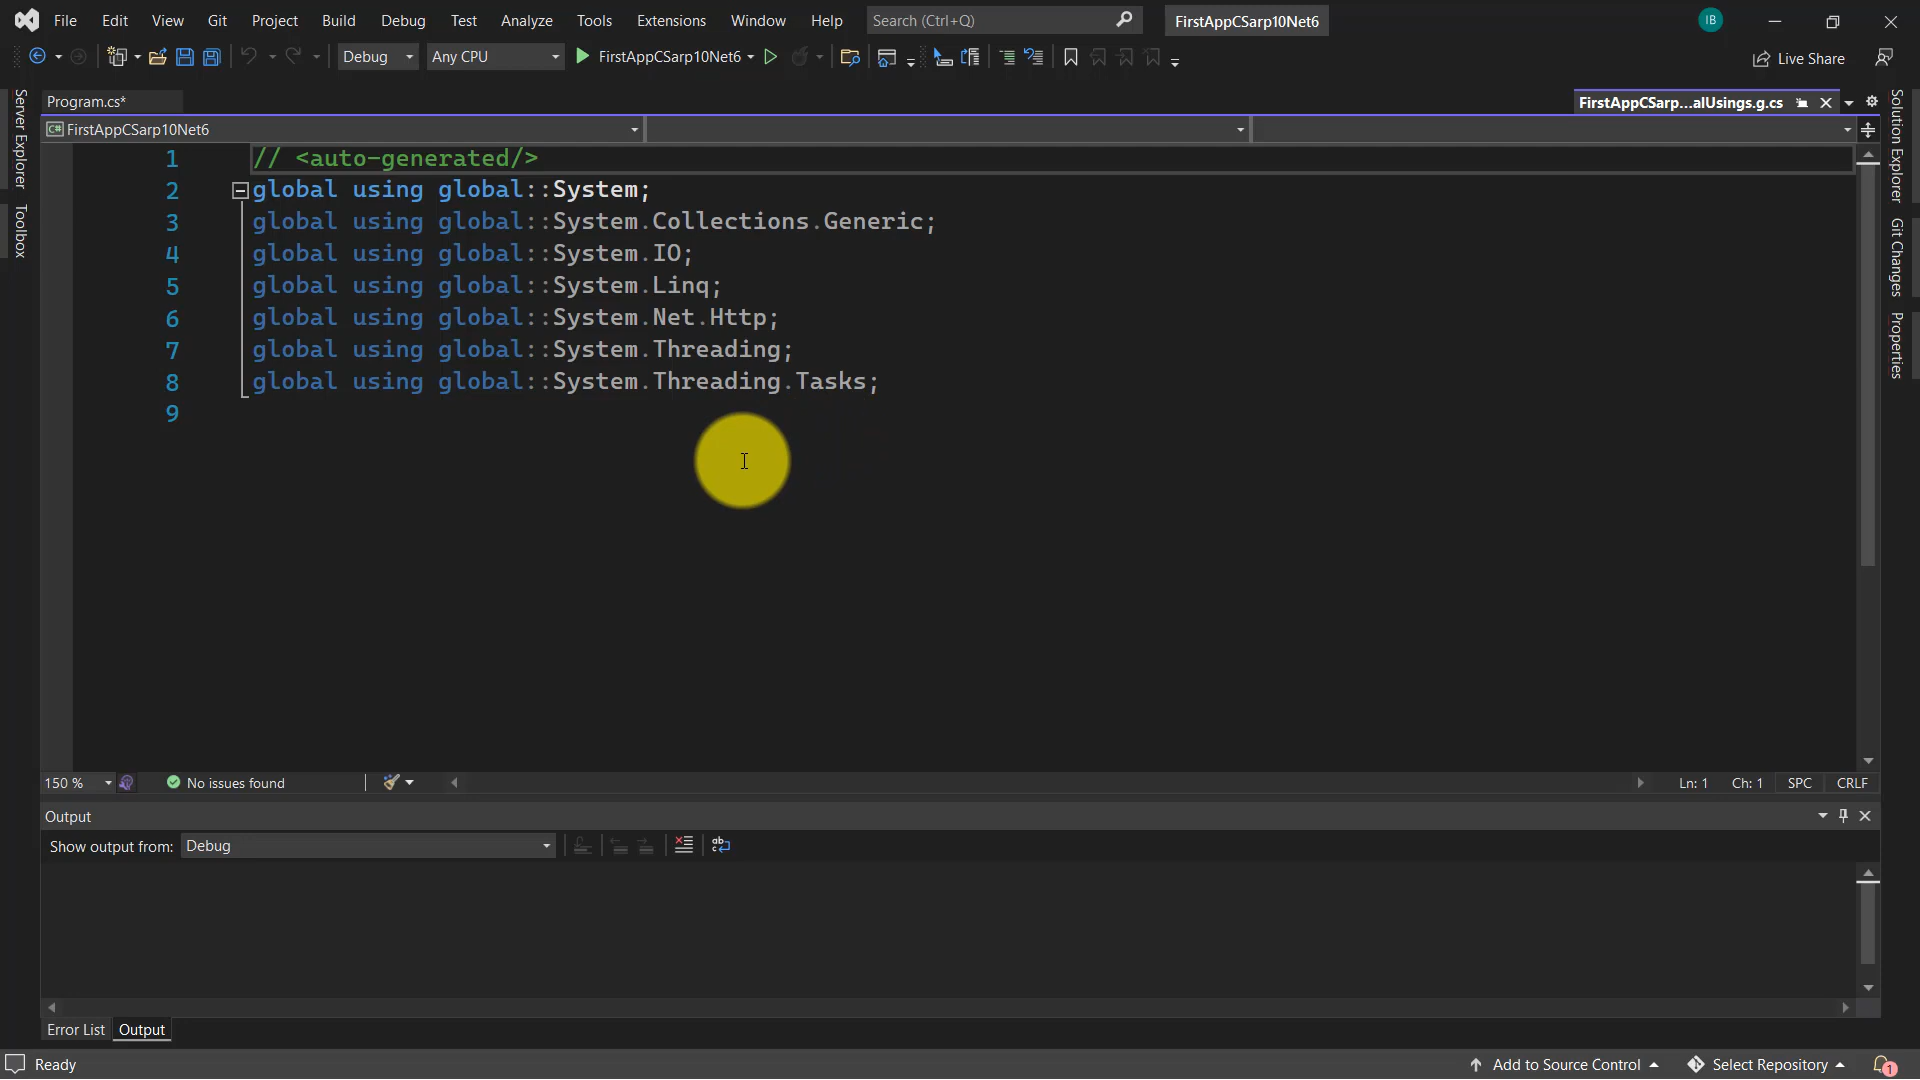 File Edit View Git Project Build Debug Test Analyze Tools Extensions Window Help Search (Ctrl+Q) FirstAppCSarp10Net6 IB
Debug Any CPU FirstAppCSarp10Net6 Live Share
Server Explorer
Toolbox
Program.cs* FirstAppCSarp...alUsings.g.cs
C# FirstAppCSarp10Net6
1 // <auto-generated/>
2 global using global::System;
3 global using global::System.Collections.Generic;
4 global using global::System.IO;
5 global using global::System.Linq;
6 global using global::System.Net.Http;
7 global using global::System.Threading;
8 global using global::System.Threading.Tasks;
9
Solution Explorer
Git Changes
Properties
150 % No issues found Ln: 1 Ch: 1 SPC CRLF
Output
Show output from: Debug
Error List Output
Ready Add to Source Control Select Repository 1